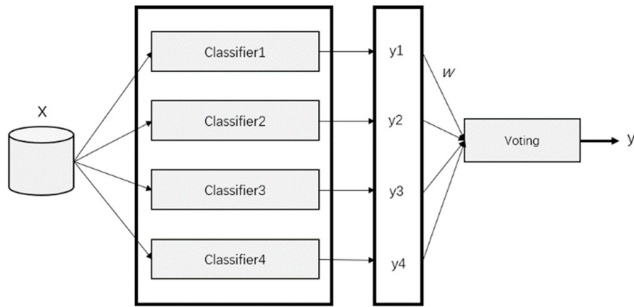 X
Classifier1
Classifier2
Classifier3
Classifier4
y1
y2
y3
y4
W
Voting
y